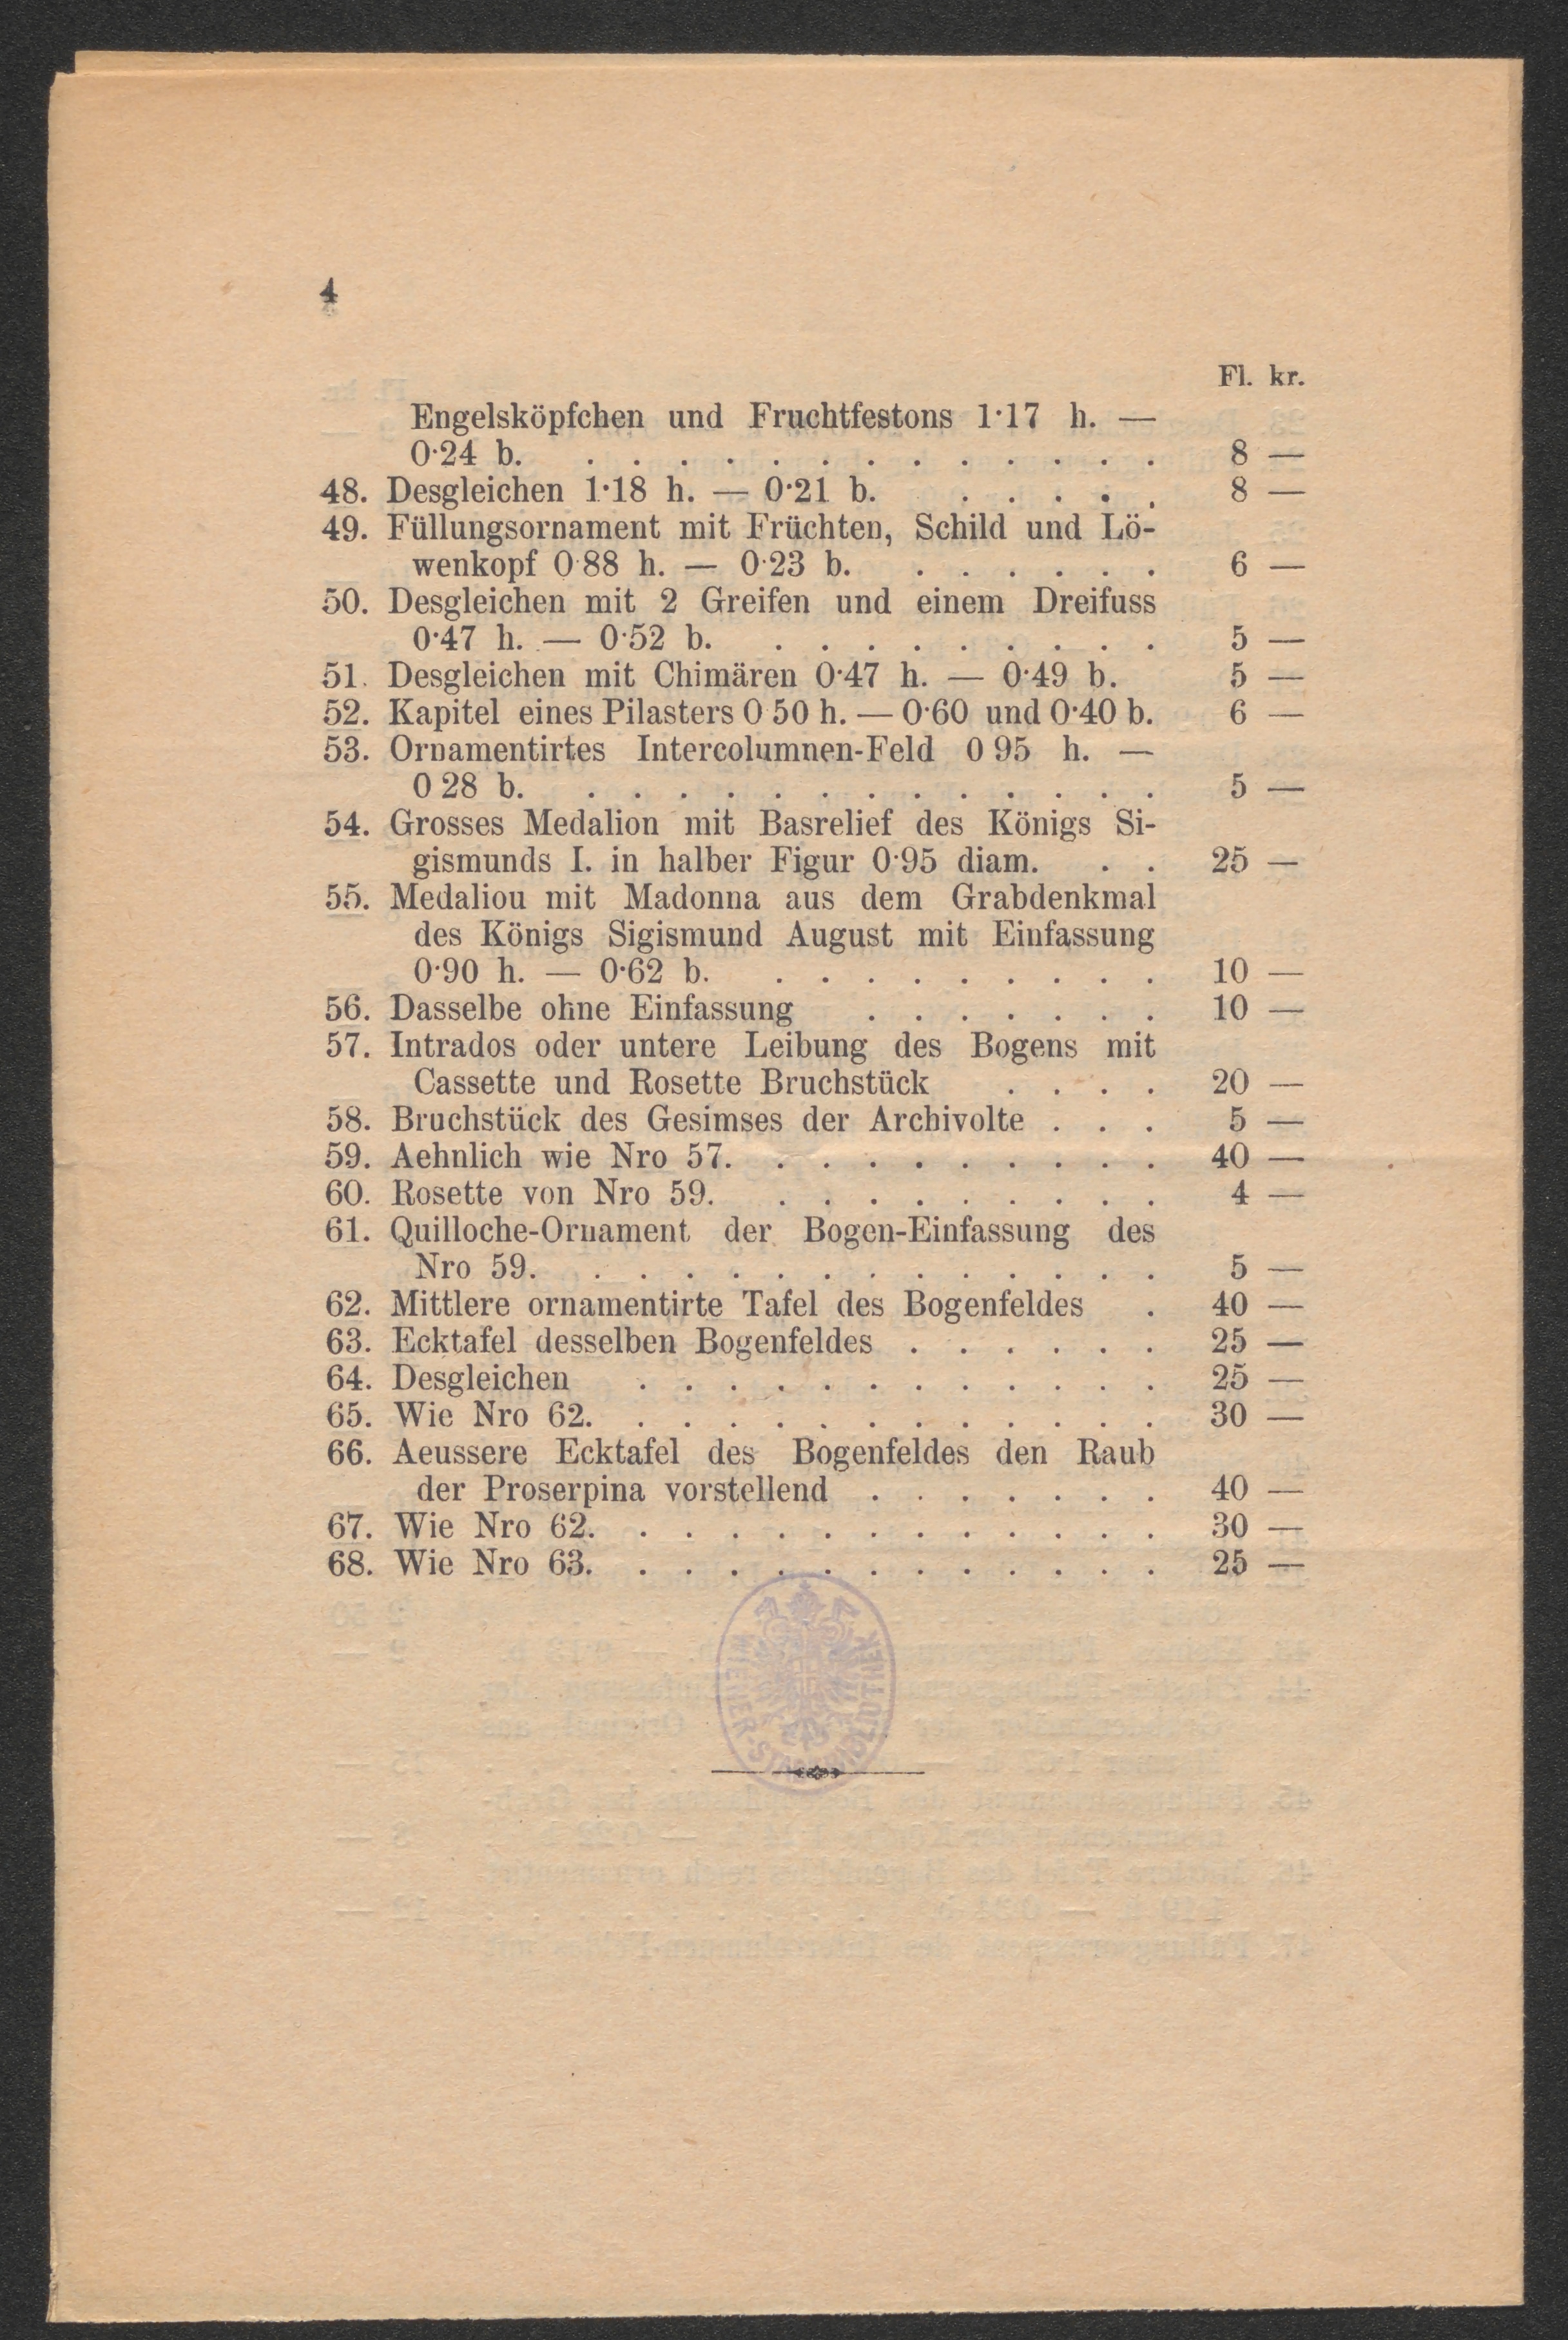 4
Fl. kr.
Engelsköpfchen und Fruchtfestons 1·17 h. —
0·24 b. . . . . . . . . . . . . . 8 —
48. Desgleichen 1·18 h. — 0·21 b. . . . . . 8 —
49. Füllungsornament mit Früchten, Schild und Lö-
wenkopf 0·88 h. — 0·23 b. . . . . . . 6 —
50. Desgleichen mit 2 Greifen und einem Dreifuss
0·47 h. — 0·52 b. . . . . . . . . . 5 —
51. Desgleichen mit Chimären 0·47 h. — 0·49 b. 5 —
52. Kapitel eines Pilasters 0 50 h. — 0·60 und 0·40 b. 6 —
53. Ornamentirtes Intercolumnen-Feld 0 95 h. —
0 28 b. . . . . . . . . . . . . . 5 —
54. Grosses Medalion mit Basrelief des Königs Si-
gismunds I. in halber Figur 0·95 diam. . . 25 —
55. Medaliou mit Madonna aus dem Grabdenkmal
des Königs Sigismund August mit Einfassung
0·90 h. — 0·62 b. . . . . . . . . . 10 —
56. Dasselbe ohne Einfassung . . . . . . . 10 —
57. Intrados oder untere Leibung des Bogens mit
Cassette und Rosette Bruchstück . . . . 20 —
58. Bruchstück des Gesimses der Archivolte . . . 5 —
59. Aehnlich wie Nro 57. . . . . . . . . . 40 —
60. Rosette von Nro 59. . . . . . . . . . 4 —
61. Quilloche-Ornament der Bogen-Einfassung des
Nro 59. . . . . . . . . . . . . . 5 —
62. Mittlere ornamentirte Tafel des Bogenfeldes . 40 —
63. Ecktafel desselben Bogenfeldes . . . . . . 25 —
64. Desgleichen . . . . . . . . . . . . 25 —
65. Wie Nro 62. . . . . . . . . . . . . 30 —
66. Aeussere Ecktafel des Bogenfeldes den Raub
der Proserpina vorstellend . . . . . . . 40 —
67. Wie Nro 62. . . . . . . . . . . . . 30 —
68. Wie Nro 63. . . . . . . . . . . . . 25 —